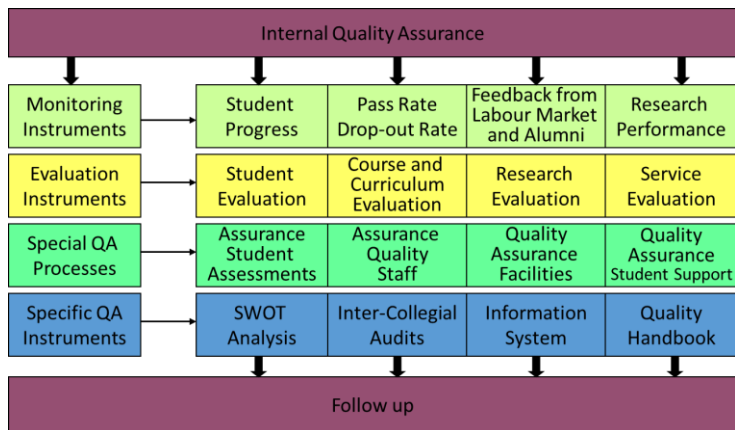 Internal Quality Assurance
Monitoring
Instruments
Student
Progress
Pass Rate
Drop-out Rate
Feedback from
Labour Market
and Alumni
Research
Performance
Evaluation
Instruments
Student
Evaluation
Course and
Curriculum
Evaluation
Research
Evaluation
Service
Evaluation
Special QA
Processes
Assurance
Student
Assessments
Assurance
Quality
Staff
Quality
Assurance
Facilities
Quality
Assurance
Student Support
Specific QA
Instruments
SWOT
Analysis
Inter-Collegial
Audits
Information
System
Quality
Handbook
Follow up